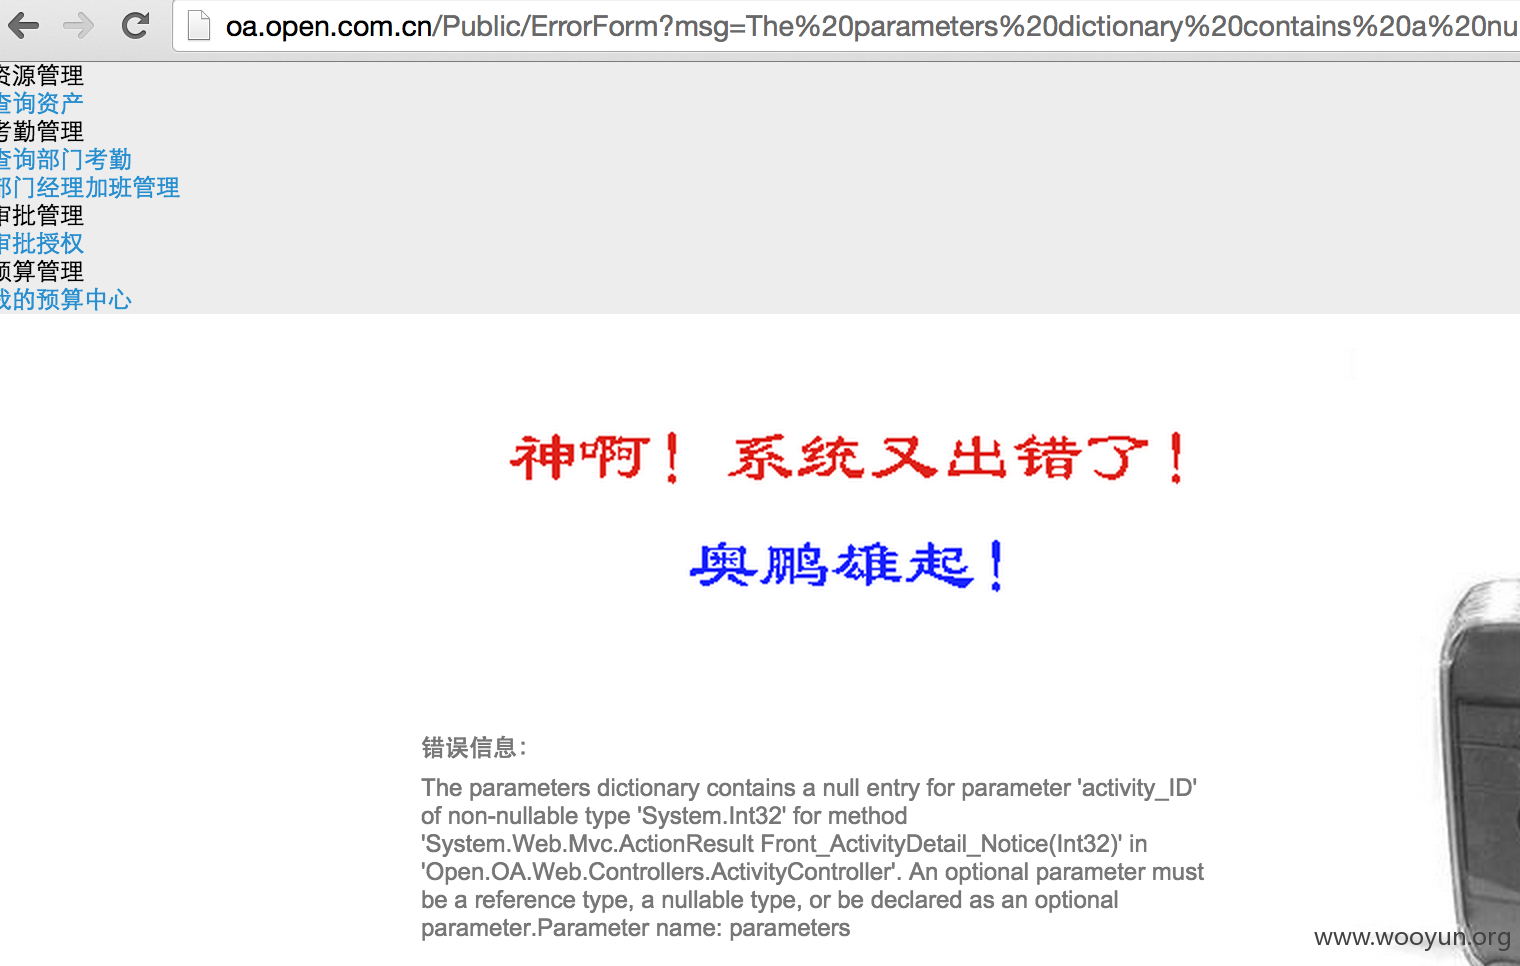 oa.open.com.cn/Public/ErrorForm?msg=The%20parameters%20dictionary%20contains%20a%20nu
资源管理
查询资产
考勤管理
查询部门考勤
部门经理加班管理
审批管理
审批授权
预算管理
我的预算中心
神啊！系统又出错了！
奥鹏雄起！
错误信息：
The parameters dictionary contains a null entry for parameter 'activity_ID'
of non-nullable type 'System.Int32' for method
'System.Web.Mvc.ActionResult Front_ActivityDetail_Notice(Int32)' in
'Open.OA.Web.Controllers.ActivityController'. An optional parameter must
be a reference type, a nullable type, or be declared as an optional
parameter.Parameter name: parameters
www.wooyun.org